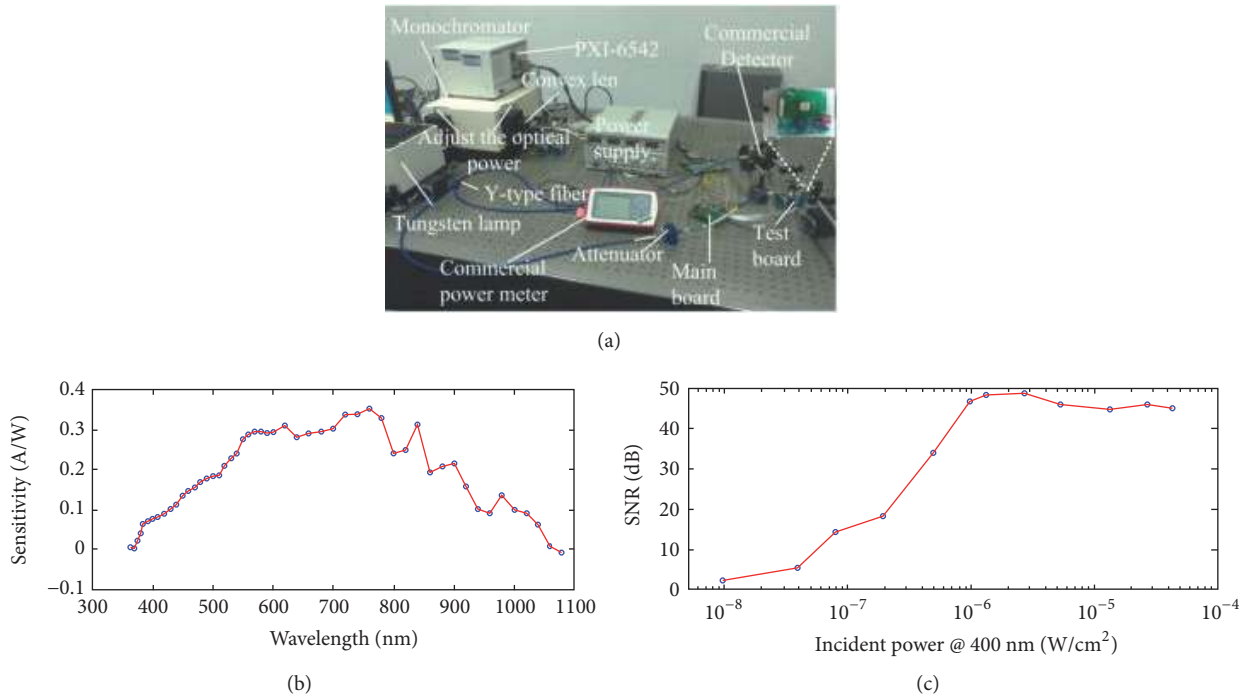 Monochromator
PXI-6542
Commercial
Detector
Convex len
Adjust the optical
power
Power
supply
Y-type fiber
Tungsten lamp
Commercial
power meter
Attenuator
Main
board
Test
board
(a)
0.4
0.3
0.2
0.1
0
−0.1
Sensitivity (A/W)
300 400 500 600 700 800 900 1000 1100
Wavelength (nm)
(b)
50
40
30
20
10
0
SNR (dB)
10⁻⁸ 10⁻⁷ 10⁻⁶ 10⁻⁵ 10⁻⁴
Incident power @ 400 nm (W/cm²)
(c)